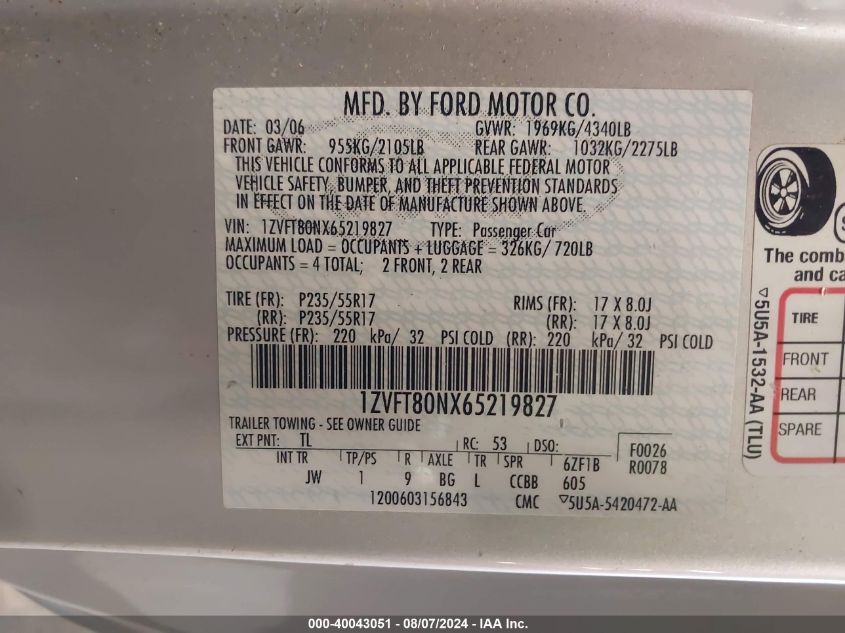 MFD. BY FORD MOTOR CO.
DATE: 03/06 GVWR: 1969KG/4340LB
FRONT GAWR: 955KG/2105LB REAR GAWR: 1032KG/2275LB
THIS VEHICLE CONFORMS TO ALL APPLICABLE FEDERAL MOTOR
VEHICLE SAFETY, BUMPER, AND THEFT PREVENTION STANDARDS
IN EFFECT ON THE DATE OF MANUFACTURE SHOWN ABOVE.
VIN: 1ZVFT80NX65219827 TYPE: Passenger Car
MAXIMUM LOAD = OCCUPANTS + LUGGAGE = 326KG/ 720LB
OCCUPANTS = 4 TOTAL; 2 FRONT, 2 REAR
TIRE (FR): P235/55R17 RIMS (FR): 17 X 8.0J
(RR): P235/55R17 (RR): 17 X 8.0J
PRESSURE (FR): 220 kPa/ 32 PSI COLD (RR): 220 kPa/ 32 PSI COLD
1ZVFT80NX65219827
TRAILER TOWING - SEE OWNER GUIDE
EXT PNT: TL RC: 53 DSO: F0026
INT TR TP/PS R AXLE TR SPR 6ZF1B R0078
JW 1 9 BG L CCBB 605
1200603156843 CMC ▽5U5A-5420472-AA
The comb
and ca
TIRE
FRONT
REAR
SPARE
▽5U5A-1532-AA (TLU)
000-40043051 - 08/07/2024 - IAA Inc.